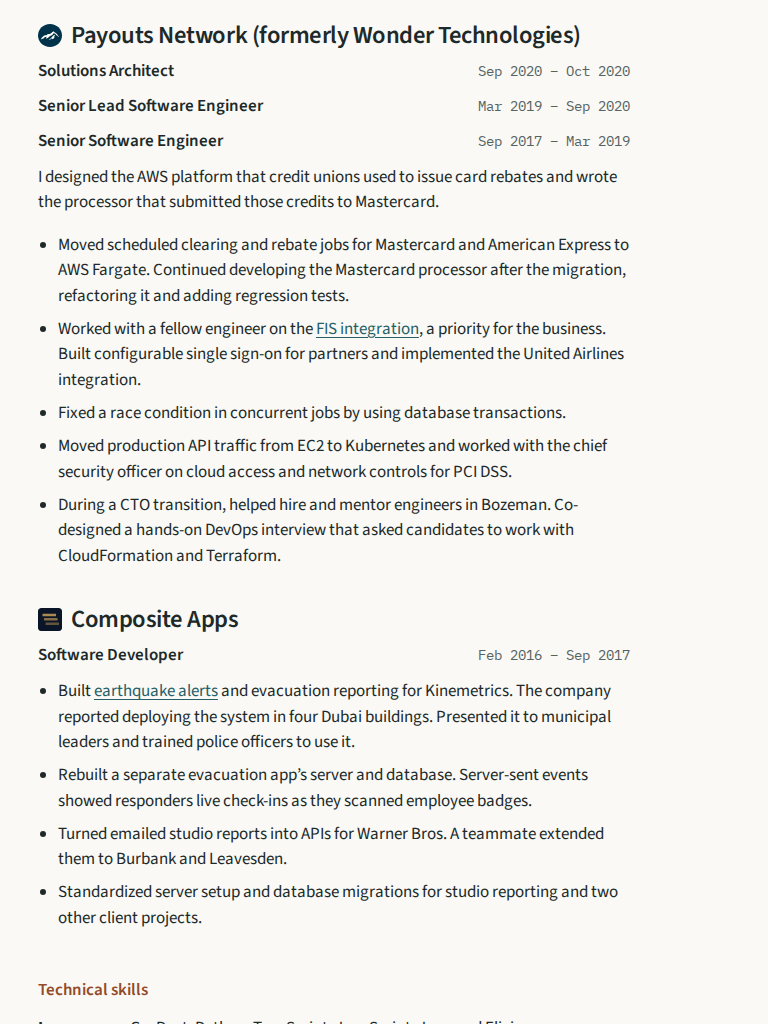 Payouts Network (formerly Wonder Technologies)
Solutions Architect Sep 2020 – Oct 2020
Senior Lead Software Engineer Mar 2019 – Sep 2020
Senior Software Engineer Sep 2017 – Mar 2019
I designed the AWS platform that credit unions used to issue card rebates and wrote
the processor that submitted those credits to Mastercard.
• Moved scheduled clearing and rebate jobs for Mastercard and American Express to
AWS Fargate. Continued developing the Mastercard processor after the migration,
refactoring it and adding regression tests.
• Worked with a fellow engineer on the FIS integration, a priority for the business.
Built configurable single sign-on for partners and implemented the United Airlines
integration.
• Fixed a race condition in concurrent jobs by using database transactions.
• Moved production API traffic from EC2 to Kubernetes and worked with the chief
security officer on cloud access and network controls for PCI DSS.
• During a CTO transition, helped hire and mentor engineers in Bozeman. Co-
designed a hands-on DevOps interview that asked candidates to work with
CloudFormation and Terraform.
Composite Apps
Software Developer Feb 2016 – Sep 2017
• Built earthquake alerts and evacuation reporting for Kinemetrics. The company
reported deploying the system in four Dubai buildings. Presented it to municipal
leaders and trained police officers to use it.
• Rebuilt a separate evacuation app’s server and database. Server-sent events
showed responders live check-ins as they scanned employee badges.
• Turned emailed studio reports into APIs for Warner Bros. A teammate extended
them to Burbank and Leavesden.
• Standardized server setup and database migrations for studio reporting and two
other client projects.
Technical skills